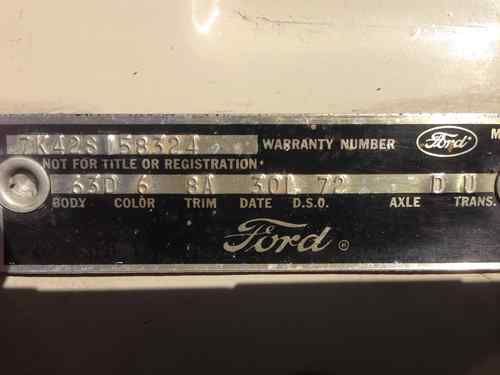 7K42S158324 WARRANTY NUMBER Ford M
NOT FOR TITLE OR REGISTRATION
63D 6 8A 30L 72 D U
BODY COLOR TRIM DATE D.S.O. AXLE TRANS.
Ford ®